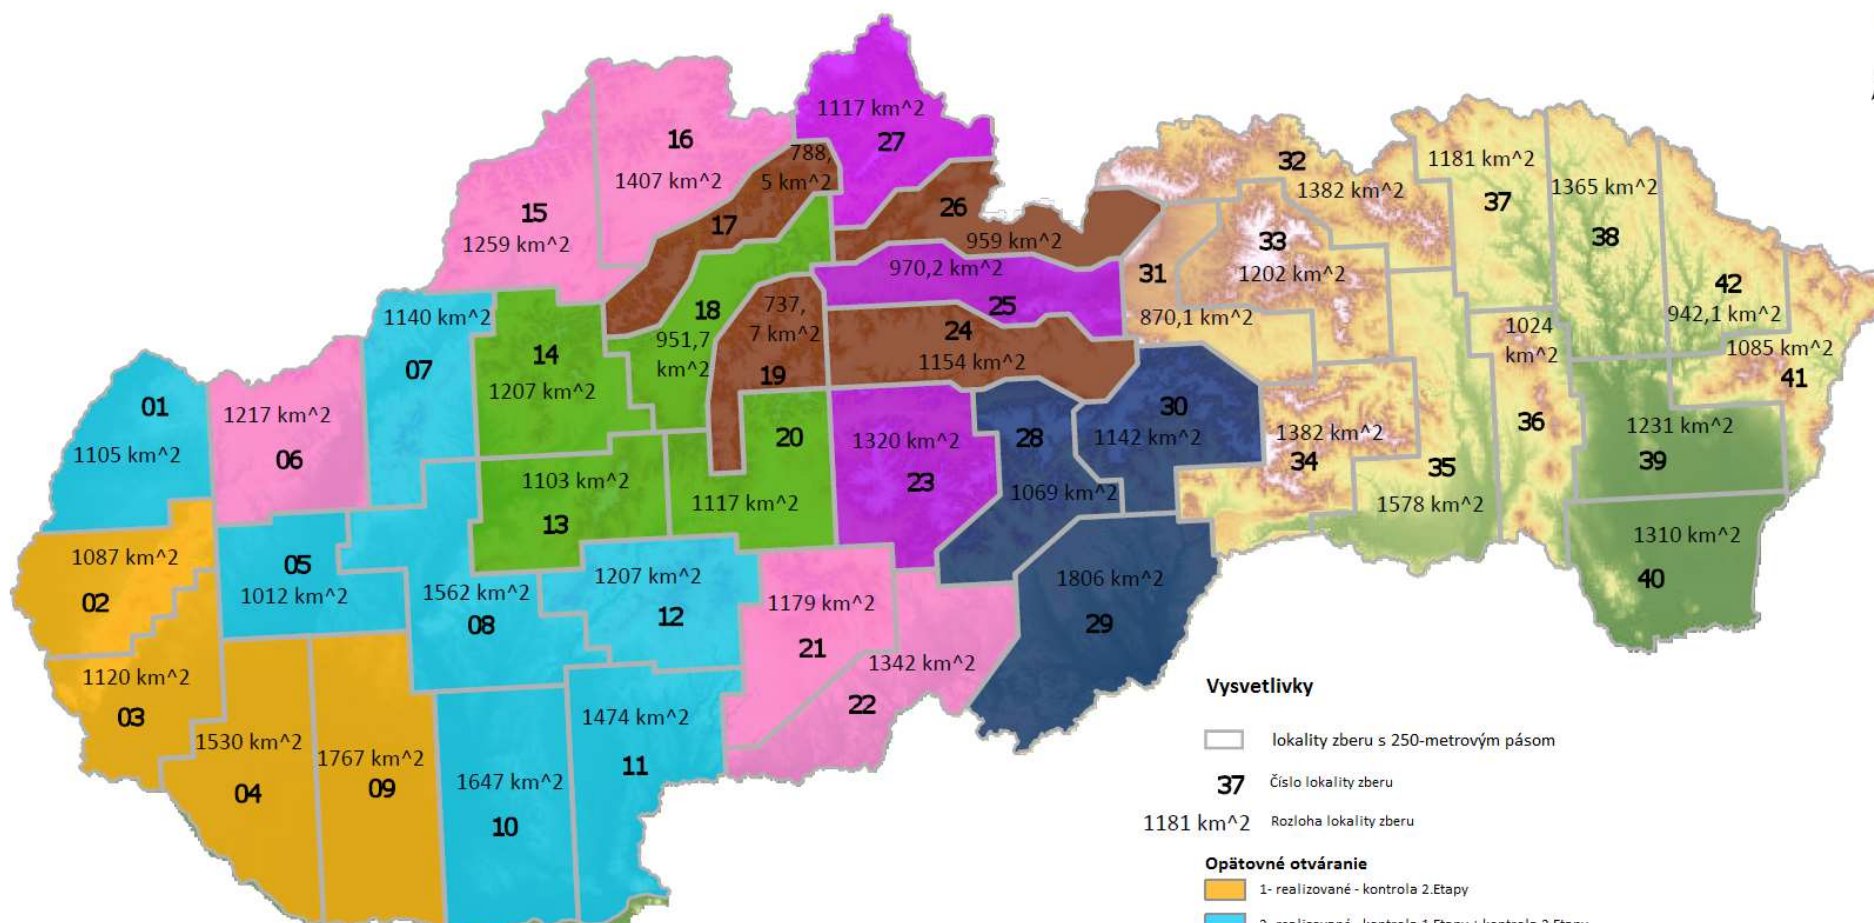 1117 km^2
27
16
788,
5 km^2
1407 km^2
15
1259 km^2
17
26
959 km^2
32
1382 km^2
1181 km^2
37
1365 km^2
38
33
1202 km^2
31
870,1 km^2
42
942,1 km^2
1085 km^2
41
970,2 km^2
25
18
951,7
km^2
737,
7 km^2
19
24
1154 km^2
1140 km^2
07
14
1207 km^2
01
1105 km^2
1217 km^2
06
1024
km^2
36
30
1142 km^2
28
1069 km^2
20
1117 km^2
1320 km^2
23
1382 km^2
34
35
1578 km^2
1231 km^2
39
1103 km^2
13
1087 km^2
02
05
1012 km^2
1562 km^2
08
1207 km^2
12
1179 km^2
21
1806 km^2
29
1310 km^2
40
1120 km^2
03
1342 km^2
22
1530 km^2
04
1767 km^2
09
1647 km^2
10
1474 km^2
11
Vysvetlivky
lokality zberu s 250-metrovým pásom
37 Číslo lokality zberu
1181 km^2 Rozloha lokality zberu
Opätovné otváranie
1- realizované - kontrola 2.Etapy